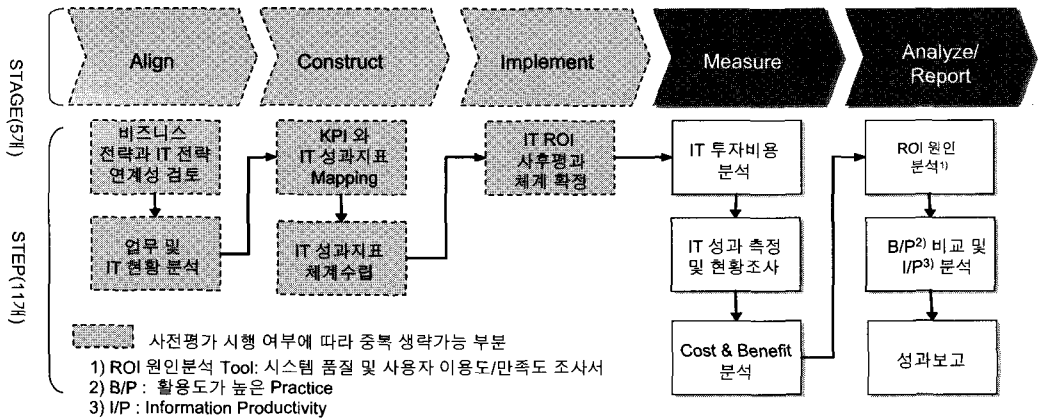 STAGE(5개)
Align
Construct
Implement
Measure
Analyze/
Report
STEP(11개)
비즈니스
전략과 IT 전략
연계성 검토
업무 및
IT 현황 분석
KPI 와
IT 성과지표
Mapping
IT 성과지표
체계수립
IT ROI
사후평과
체계 확정
IT 투자비용
분석
IT 성과 측정
및 현황조사
Cost & Benefit
분석
ROI 원인
분석1)
B/P2) 비교 및
I/P3) 분석
성과보고
사전평가 시행 여부에 따라 중복 생략가능 부분
1) ROI 원인분석 Tool: 시스템 품질 및 사용자 이용도/만족도 조사서
2) B/P : 활용도가 높은 Practice
3) I/P : Information Productivity